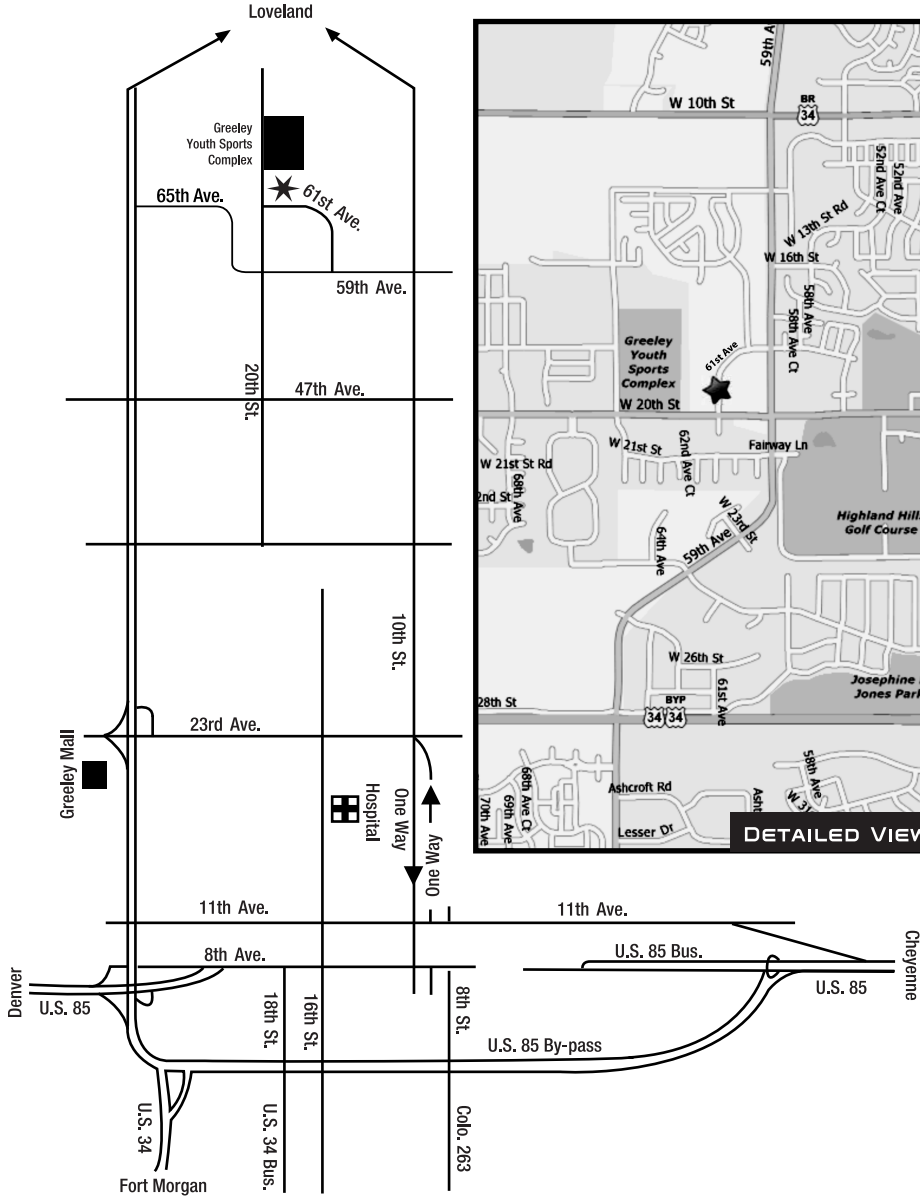 Loveland
Greeley
Youth Sports
Complex
65th Ave.
61st Ave.
59th Ave.
20th St.
47th Ave.
10th St.
23rd Ave.
Greeley Mall
Hospital
One Way
One Way
11th Ave.
11th Ave.
8th Ave.
U.S. 85 Bus.
Cheyenne
Denver
U.S. 85
U.S. 85
18th St.
16th St.
8th St.
U.S. 85 By-pass
U.S. 34
U.S. 34 Bus.
Colo. 263
Fort Morgan
59th A
W 10th St
BR
34
52nd Ave Ct
52nd Ave
W 13th St Rd
W 16th St
58th Ave
58th Ave Ct
Greeley
Youth
Sports
Complex
61st Ave
W 20th St
W 21st St
62nd Ave Ct
Fairway Ln
W 21st St Rd
68th Ave
2nd St
W 23rd St
Highland Hills
Golf Course
64th Ave
59th Ave
W 26th St
61st Ave
Josephine
Jones Park
28th St
BYP
34 34
68th Ave Ct
69th Ave
70th Ave
Ashcroft Rd
Lesser Dr
Asht
58th Ave
W 31
DETAILED VIEW